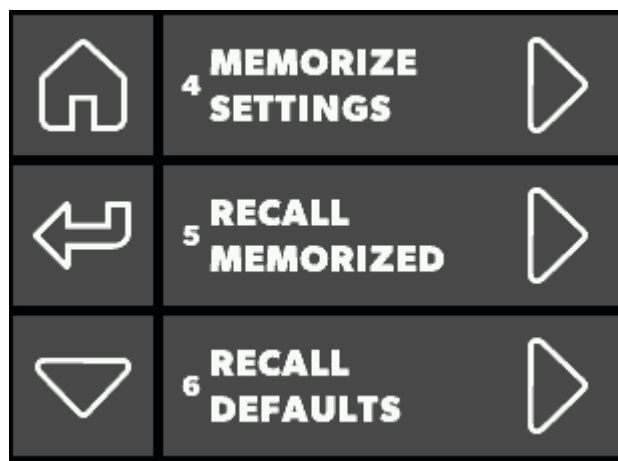 4 MEMORIZE
SETTINGS
5 RECALL
MEMORIZED
6 RECALL
DEFAULTS